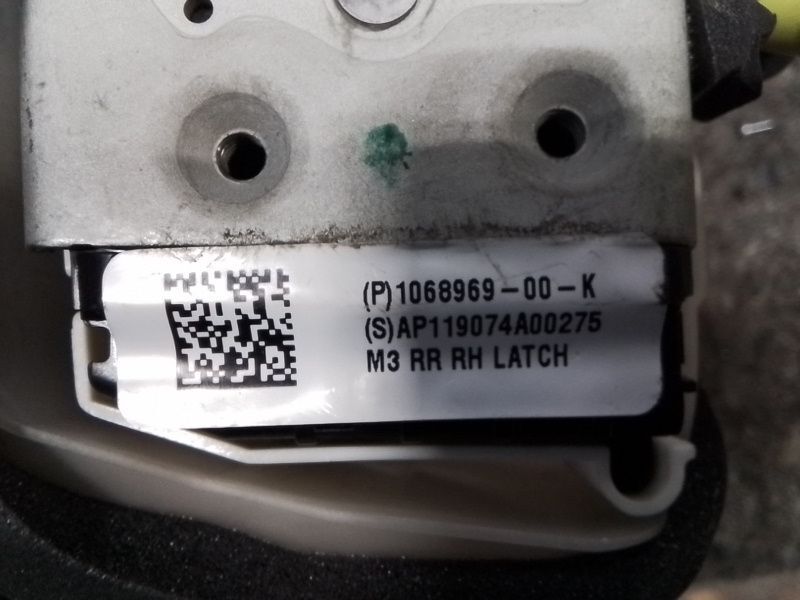 (P)1068969-00-K
(S)AP119074A00275
M3 RR RH LATCH